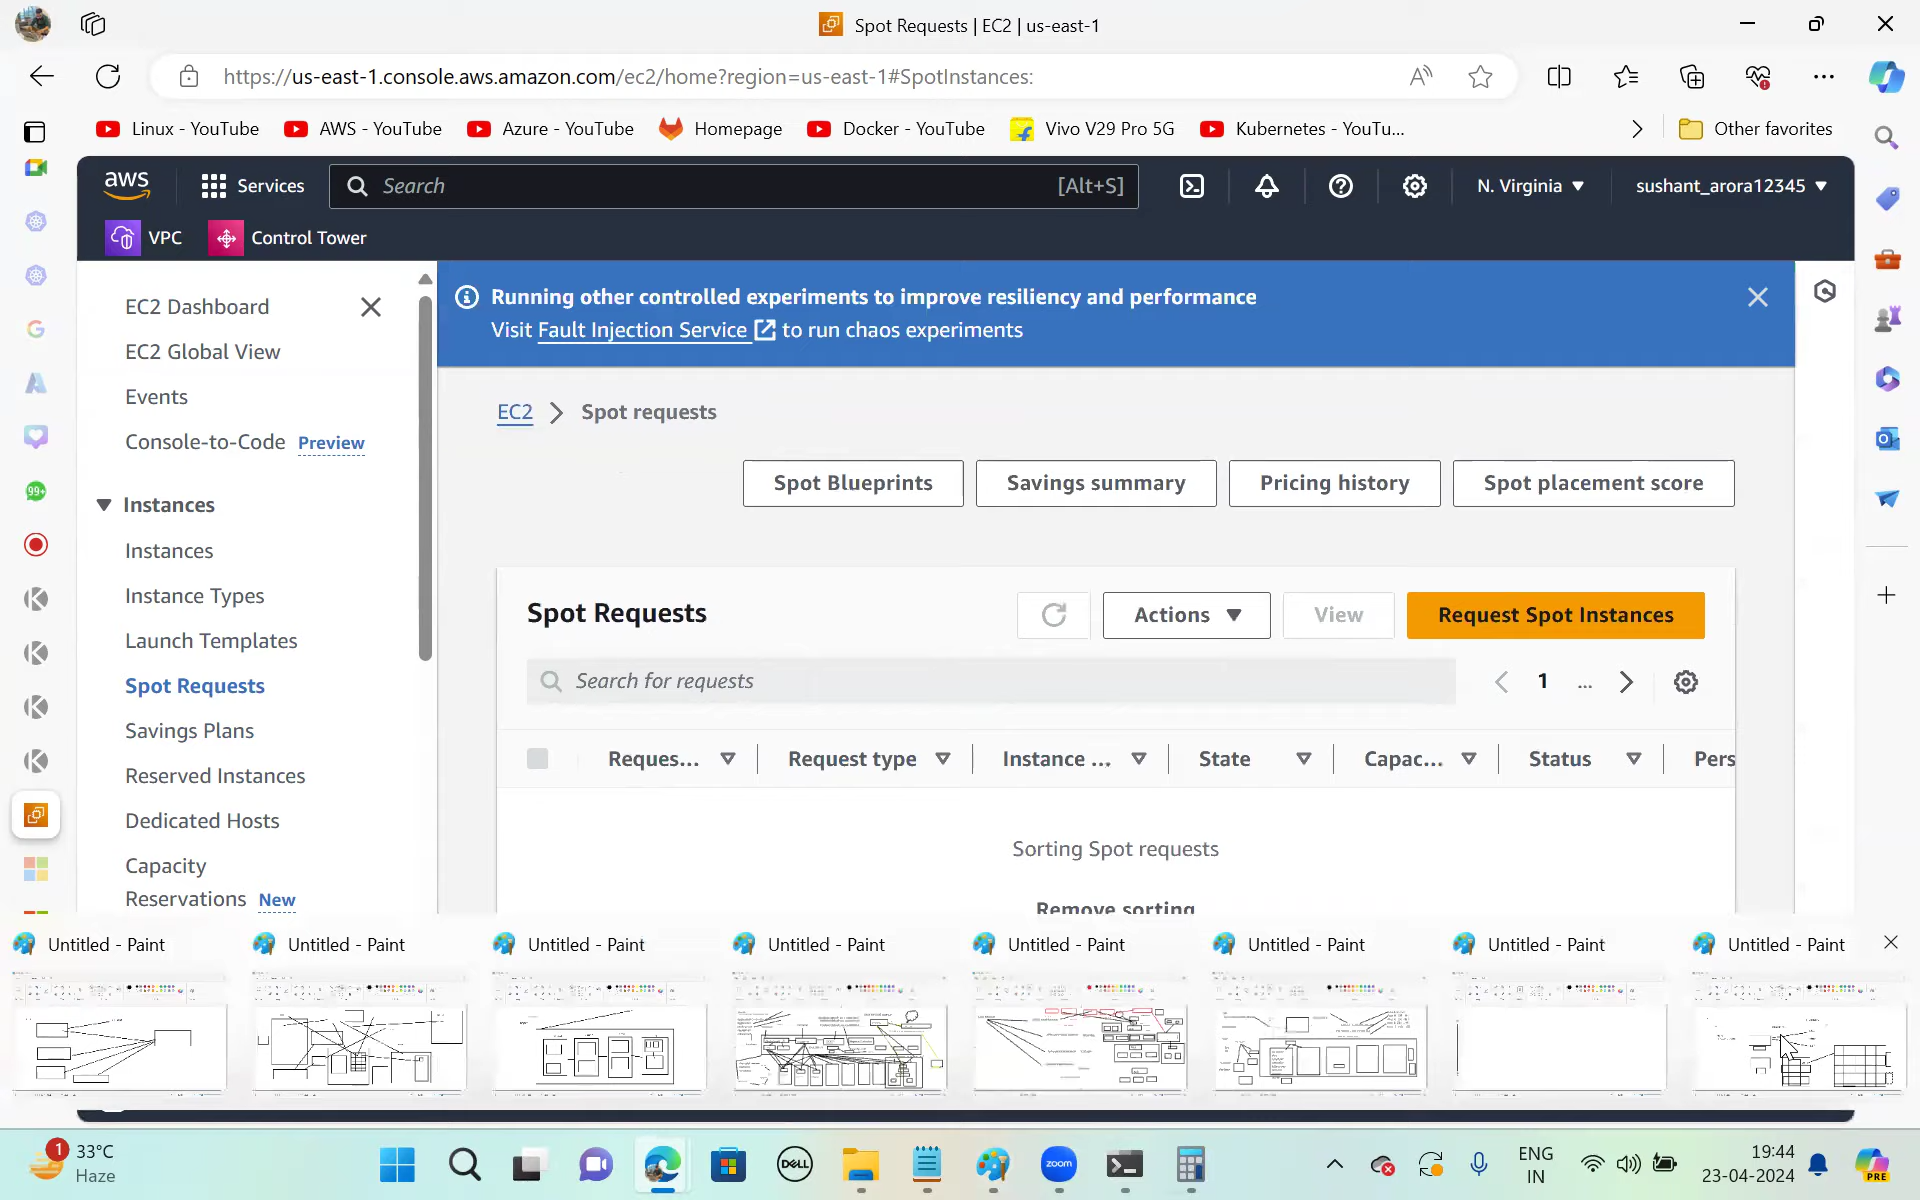 Spot Requests | EC2 | us-east-1
https://us-east-1.console.aws.amazon.com/ec2/home?region=us-east-1#SpotInstances:
Linux - YouTube
AWS - YouTube
Azure - YouTube
Homepage
Docker - YouTube
Vivo V29 Pro 5G
Kubernetes - YouTu...
Other favorites
aws
Services
Search
[Alt+S]
N. Virginia
sushant_arora12345
VPC
Control Tower
EC2 Dashboard
EC2 Global View
Events
Console-to-Code Preview
Instances
Instances
Instance Types
Launch Templates
Spot Requests
Savings Plans
Reserved Instances
Dedicated Hosts
Capacity
Reservations New
99+
Running other controlled experiments to improve resiliency and performance
Visit Fault Injection Service to run chaos experiments
EC2 > Spot requests
Spot Blueprints
Savings summary
Pricing history
Spot placement score
Spot Requests
Actions
View
Request Spot Instances
Search for requests
1
...
Reques...
Request type
Instance ...
State
Capac...
Status
Pers
Sorting Spot requests
Remove sorting
Untitled - Paint
Untitled - Paint
Untitled - Paint
Untitled - Paint
Untitled - Paint
Untitled - Paint
Untitled - Paint
Untitled - Paint
1
33°C
Haze
DELL
zoom
ENG
IN
19:44
23-04-2024
PRE